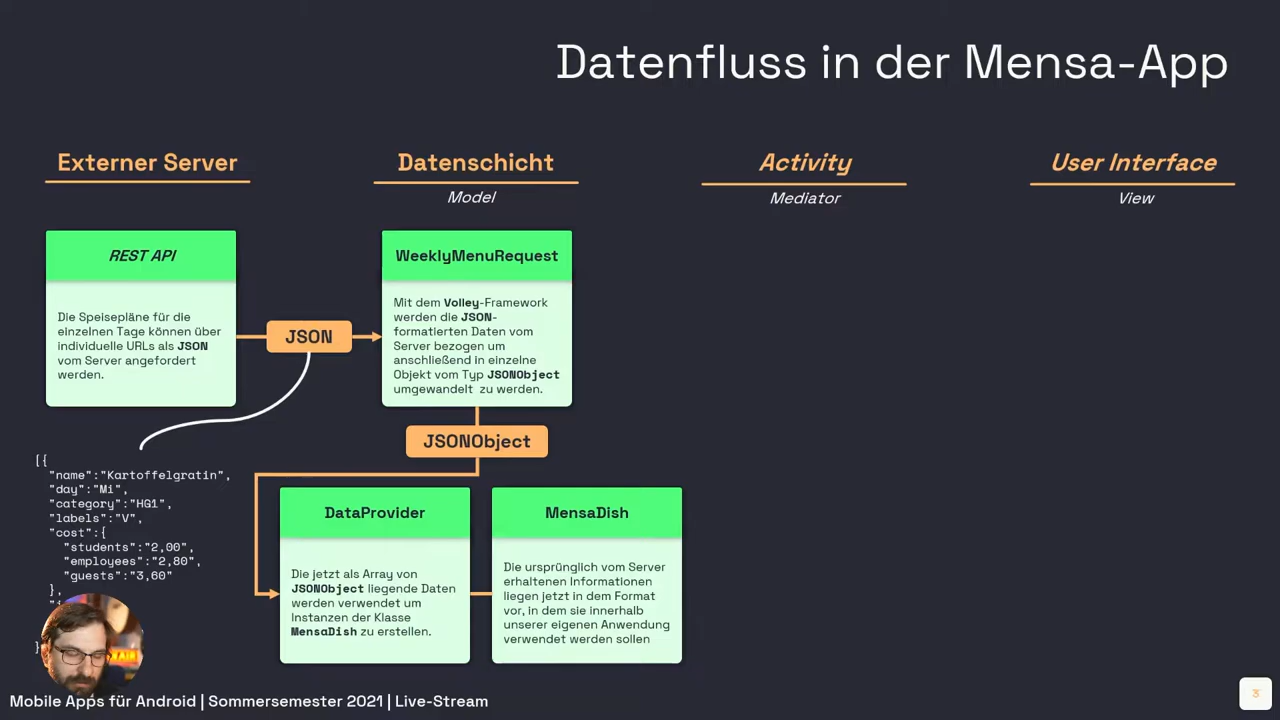 Datenfluss in der Mensa-App
Externer Server
Datenschicht
Model
Activity
Mediator
User Interface
View
REST API
Die Speisepläne für die
einzelnen Tage können über
individuelle URLs als JSON
vom Server angefordert
werden.
JSON
WeeklyMenuRequest
Mit dem Volley-Framework
werden die JSON-
formatierten Daten vom
Server bezogen um
anschließend in einzelne
Objekt vom Typ JSONObject
umgewandelt zu werden.
JSONObject
[{
"name":"Kartoffelgratin",
"day":"Mi",
"category":"HG1",
"labels":"V",
"cost":{
"students":"2,00",
"employees":"2,80",
"guests":"3,60"
},
DataProvider
Die jetzt als Array von
JSONObject liegende Daten
werden verwendet um
Instanzen der Klasse
MensaDish zu erstellen.
MensaDish
Die ursprünglich vom Server
erhaltenen Informationen
liegen jetzt in dem Format
vor, in dem sie innerhalb
unserer eigenen Anwendung
verwendet werden sollen
Mobile Apps für Android | Sommersemester 2021 | Live-Stream
3